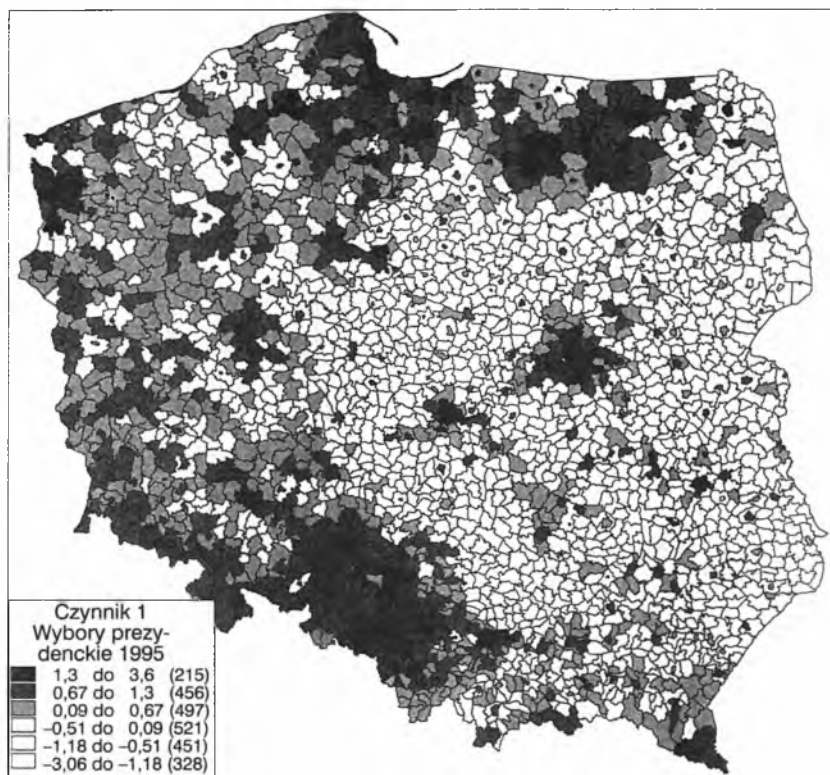 Czynnik 1
Wybory prezy-
denckie 1995
1,3 do 3,6 (215)
0,67 do 1,3 (456)
0,09 do 0,67 (497)
−0,51 do 0,09 (521)
−1,18 do −0,51 (451)
−3,06 do −1,18 (328)